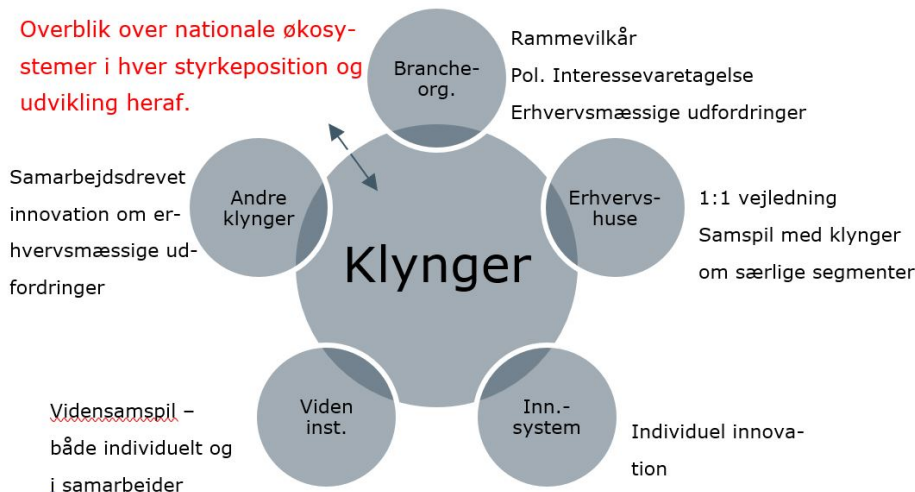 Overblik over nationale økosy-
stemer i hver styrkeposition og
udvikling heraf.
Branche-
org.
Rammevilkår
Pol. Interessevaretagelse
Erhvervsmæssige udfordringer
Samarbejdsdrevet
innovation om er-
hvervsmæssige ud-
fordringer
Andre
klynger
Klynger
Erhvervs-
huse
1:1 vejledning
Samspil med klynger
om særlige segmenter
Vidensamspil –
både individuelt og
i samarbejder
Viden
inst.
Inn.-
system
Individuel innova-
tion